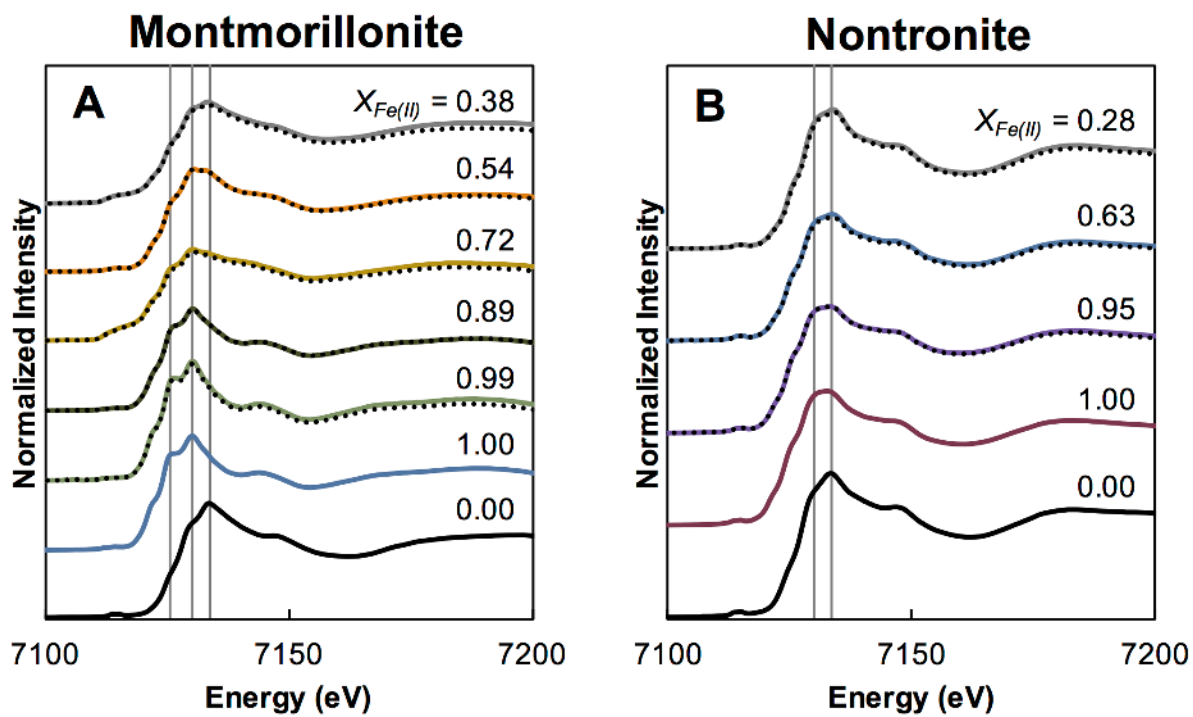 Montmorillonite
A
X_Fe(II) = 0.38
0.54
0.72
0.89
0.99
1.00
0.00
Normalized Intensity
7100
7150
7200
Energy (eV)
Nontronite
B
X_Fe(II) = 0.28
0.63
0.95
1.00
0.00
Normalized Intensity
7100
7150
7200
Energy (eV)